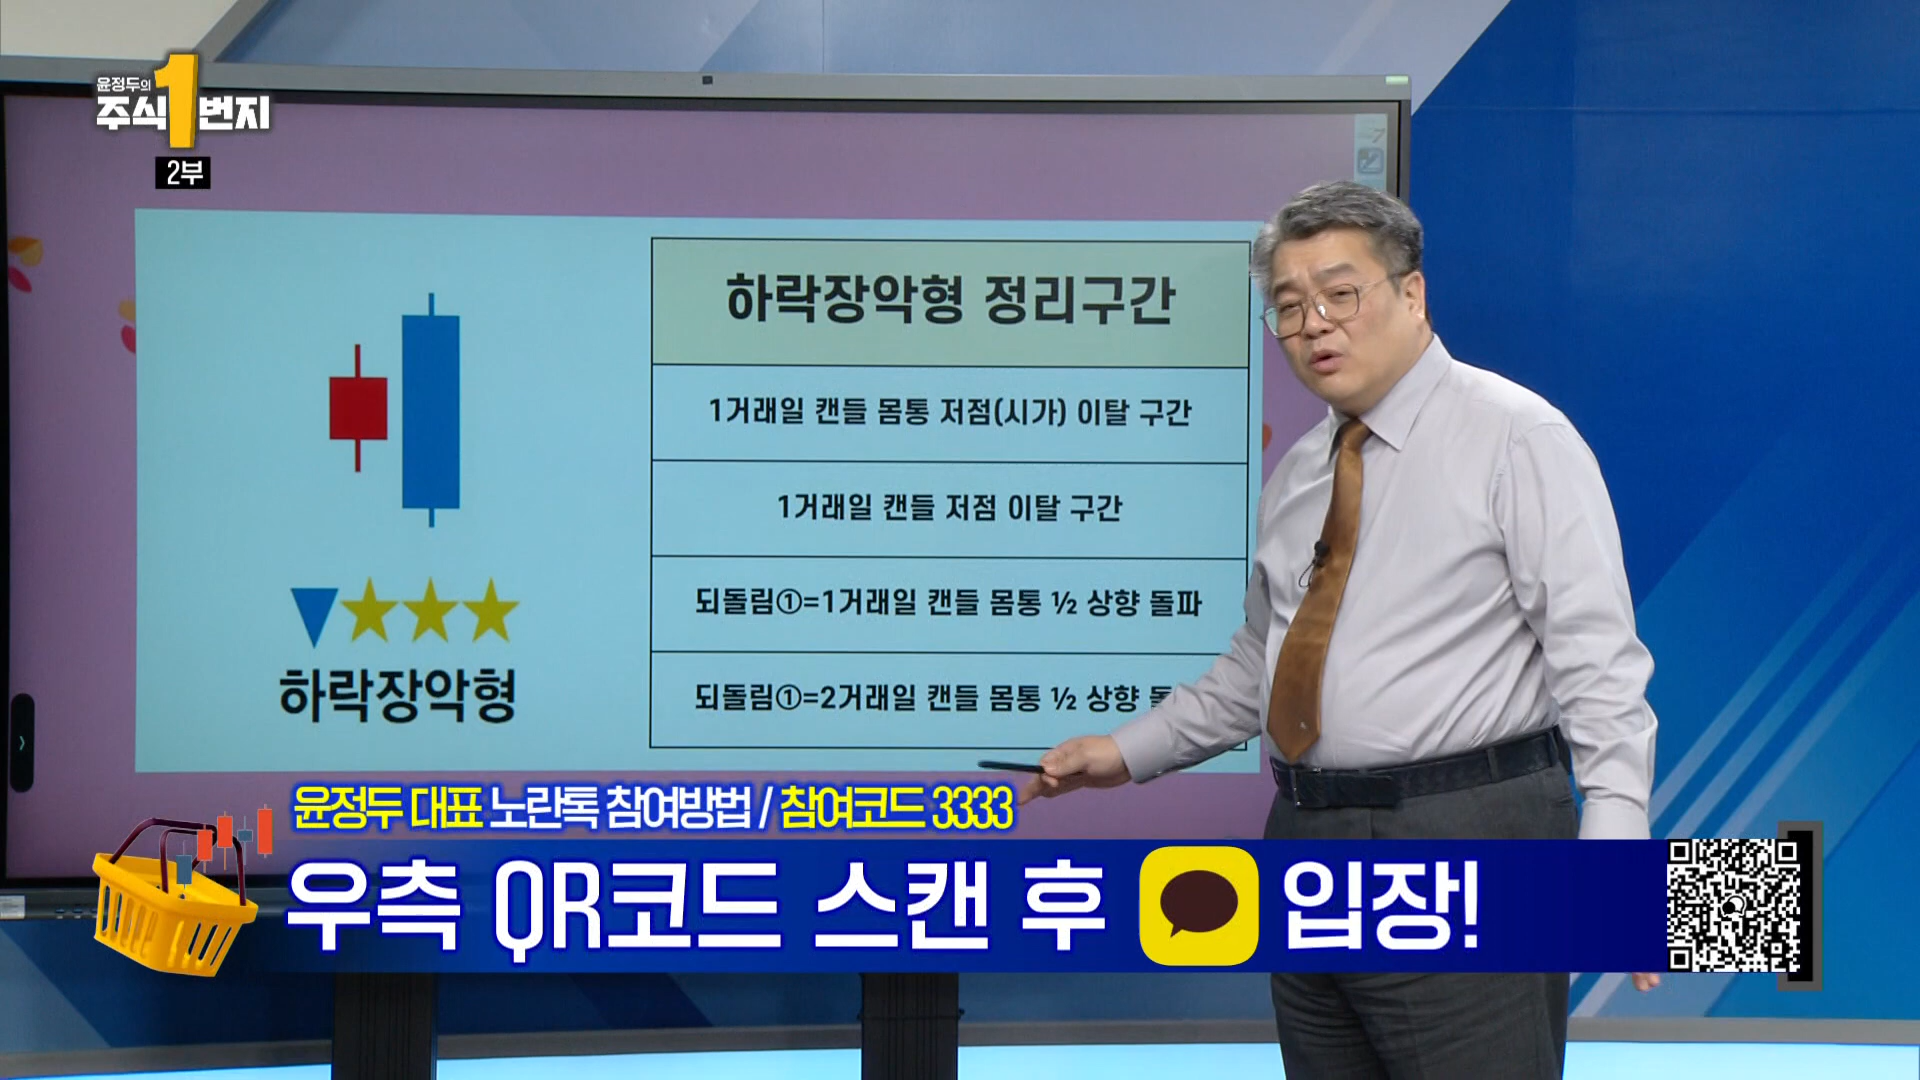 윤정두의
주식1번지
2부
하락장악형 정리구간
1거래일 캔들 몸통 저점(시가) 이탈 구간
1거래일 캔들 저점 이탈 구간
되돌림①=1거래일 캔들 몸통 ½ 상향 돌파
되돌림①=2거래일 캔들 몸통 ½ 상향
하락장악형
윤정두 대표 노란톡 참여방법 / 참여코드 3333
우측 QR코드 스캔 후 입장!